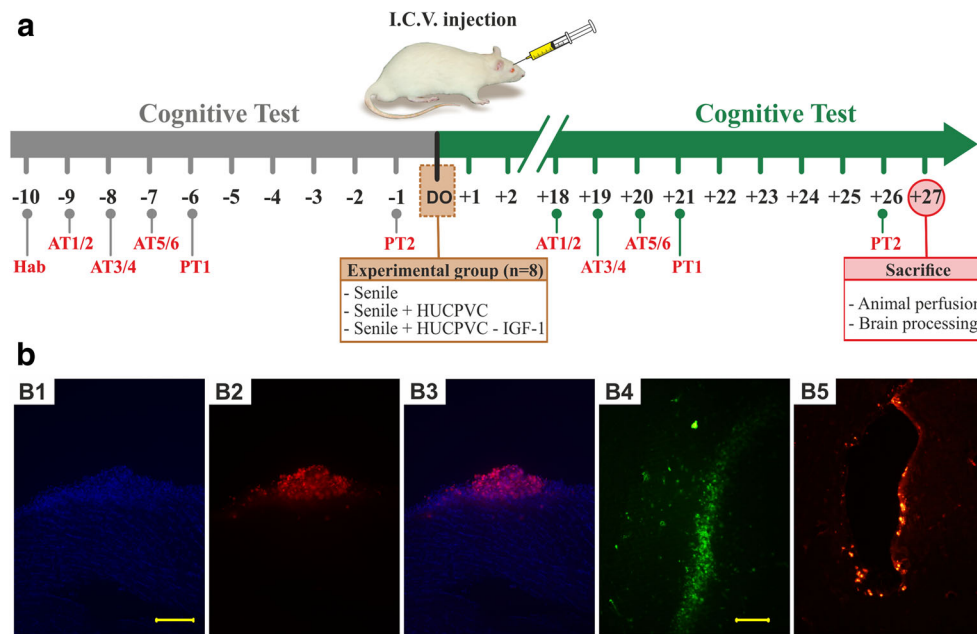 a
I.C.V. injection
Cognitive Test
Cognitive Test
-10 -9 -8 -7 -6 -5 -4 -3 -2 -1 DO +1 +2 +18 +19 +20 +21 +22 +23 +24 +25 +26 +27
Hab
AT1/2
AT3/4
AT5/6
PT1
PT2
AT1/2
AT3/4
AT5/6
PT1
PT2
Experimental group (n=8)
- Senile
- Senile + HUCPVC
- Senile + HUCPVC - IGF-1
Sacrifice
- Animal perfusion
- Brain processing
b
B1
B2
B3
B4
B5